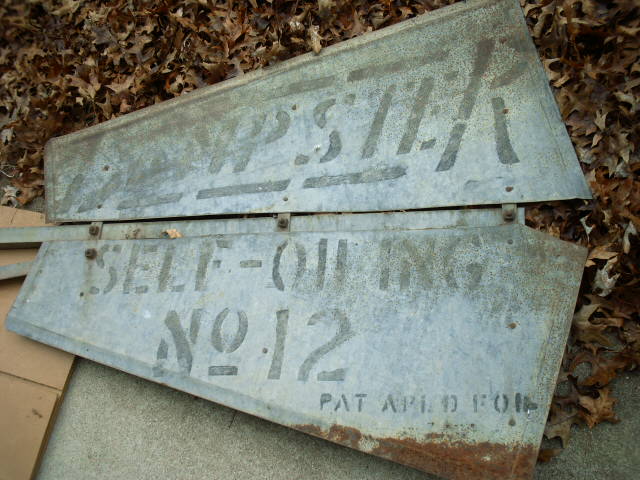 DEMPSTER
SELF-OILING
No 12
PAT APLD FOR